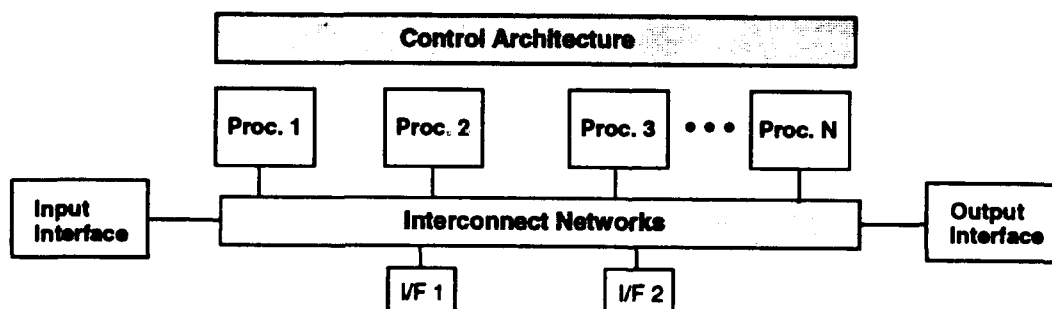 Control Architecture
Proc. 1
Proc. 2
Proc. 3
• • •
Proc. N
Input
Interface
Interconnect Networks
Output
Interface
I/F 1
I/F 2